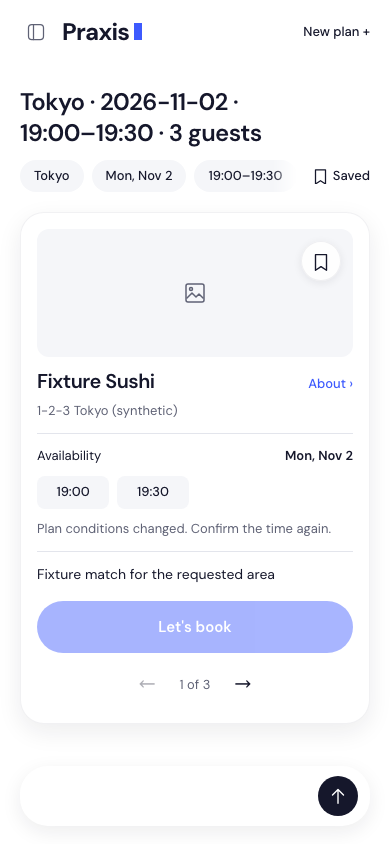 Praxis
New plan +
Tokyo · 2026-11-02 ·
19:00–19:30 · 3 guests
Tokyo
Mon, Nov 2
19:00–19:30
Saved
Fixture Sushi
About ›
1-2-3 Tokyo (synthetic)
Availability
Mon, Nov 2
19:00
19:30
Plan conditions changed. Confirm the time again.
Fixture match for the requested area
Let's book
← 1 of 3 →